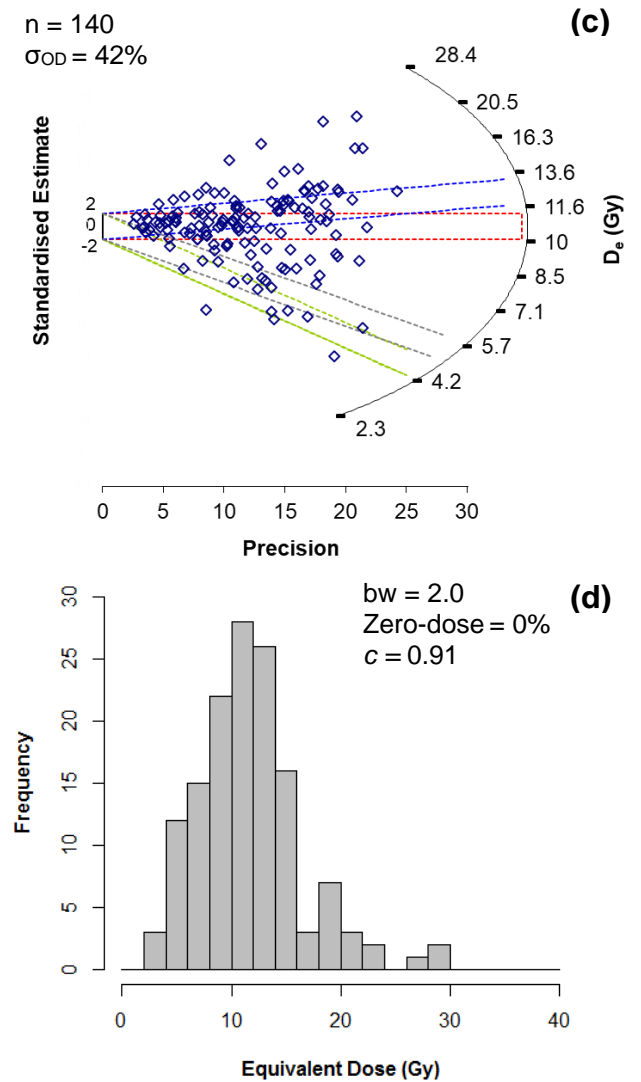 n = 140
σOD = 42%
(c)
28.4
20.5
16.3
13.6
11.6
10
8.5
7.1
5.7
4.2
2.3
De (Gy)
Standardised Estimate
2
0
-2
0 5 10 15 20 25 30
Precision
bw = 2.0
Zero-dose = 0%
c = 0.91
(d)
Frequency
30
25
20
15
10
5
0
0 10 20 30 40
Equivalent Dose (Gy)